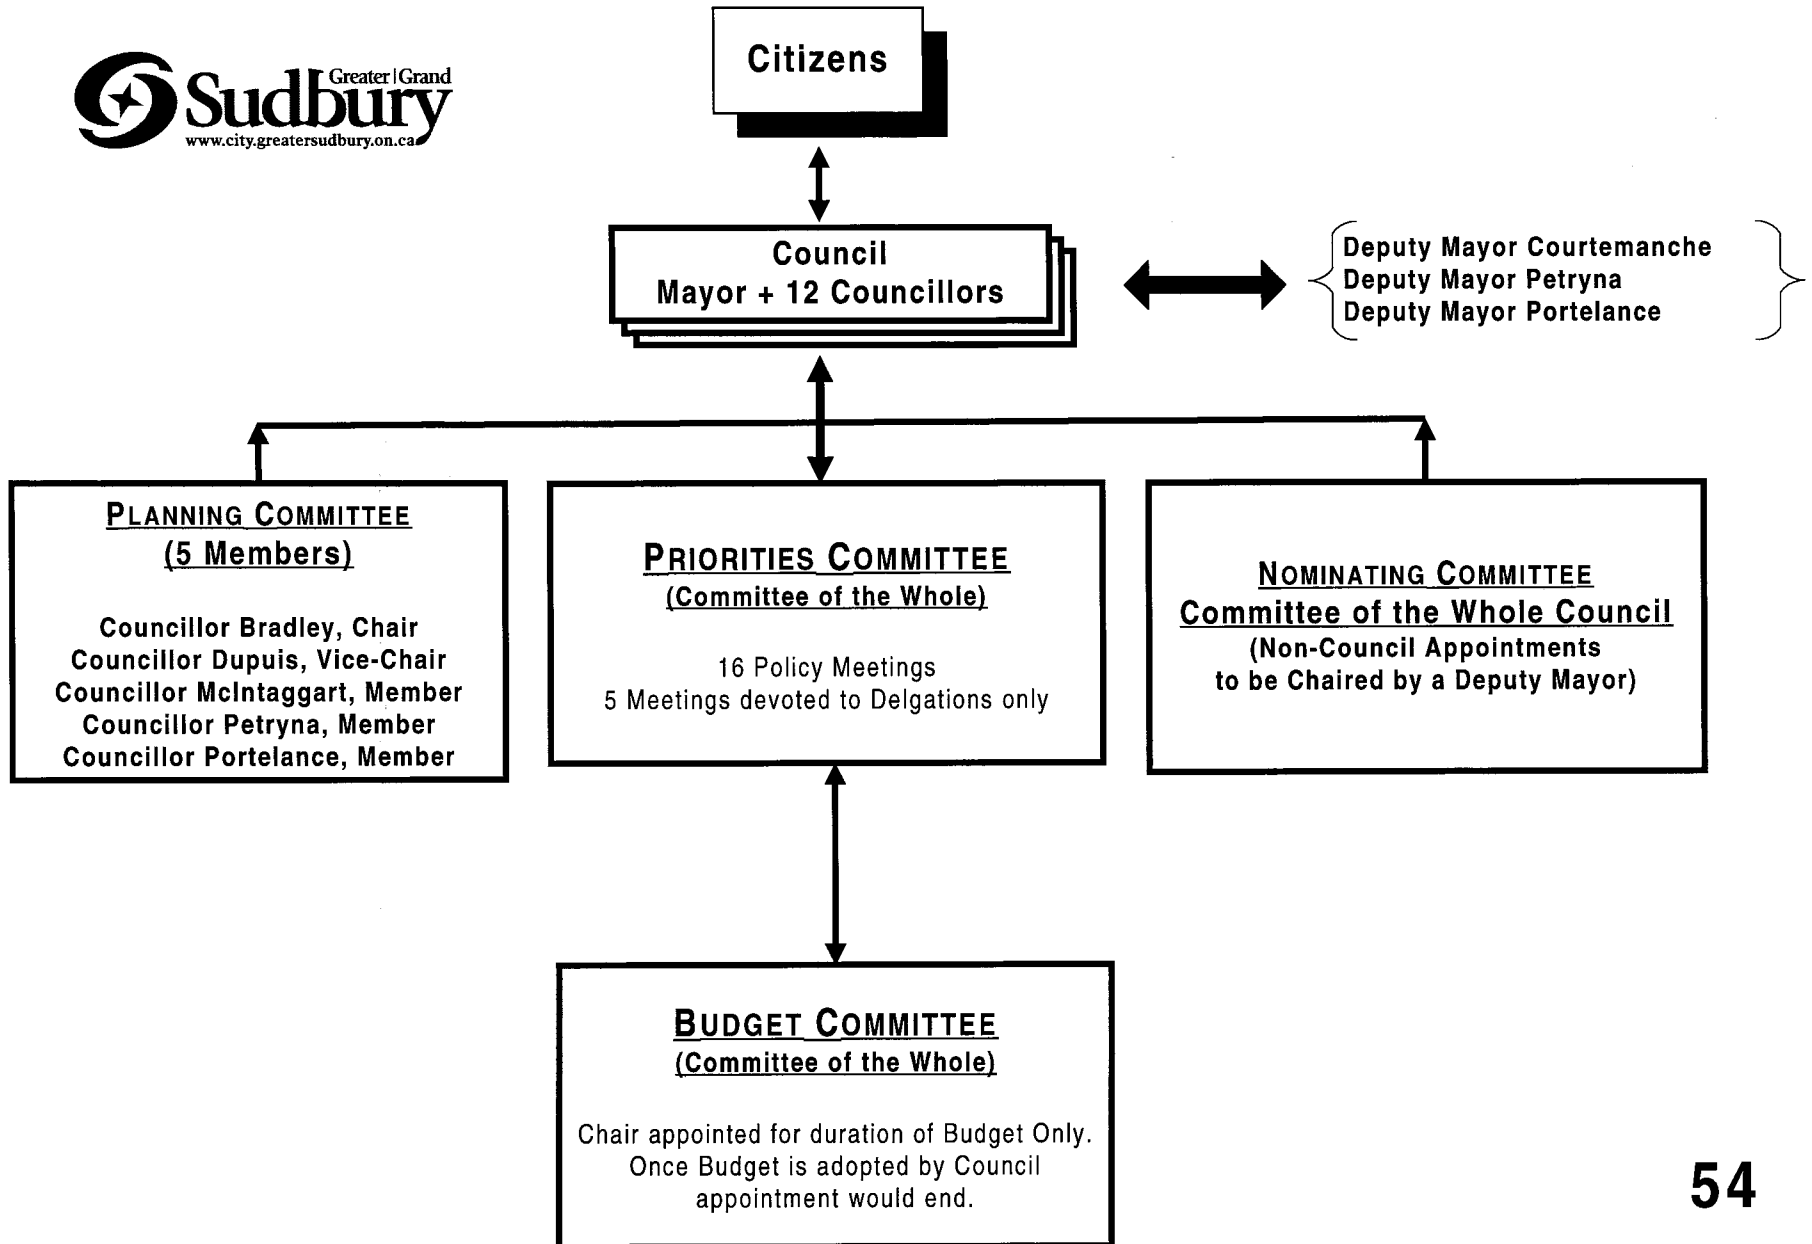 Greater|Grand
Sudbury
www.city.greatersudbury.on.ca
Citizens
Council
Mayor + 12 Councillors
Deputy Mayor Courtemanche
Deputy Mayor Petryna
Deputy Mayor Portelance
PLANNING COMMITTEE
(5 Members)
Councillor Bradley, Chair
Councillor Dupuis, Vice-Chair
Councillor McIntaggart, Member
Councillor Petryna, Member
Councillor Portelance, Member
PRIORITIES COMMITTEE
(Committee of the Whole)
16 Policy Meetings
5 Meetings devoted to Delgations only
NOMINATING COMMITTEE
Committee of the Whole Council
(Non-Council Appointments
to be Chaired by a Deputy Mayor)
BUDGET COMMITTEE
(Committee of the Whole)
Chair appointed for duration of Budget Only.
Once Budget is adopted by Council
appointment would end.
54